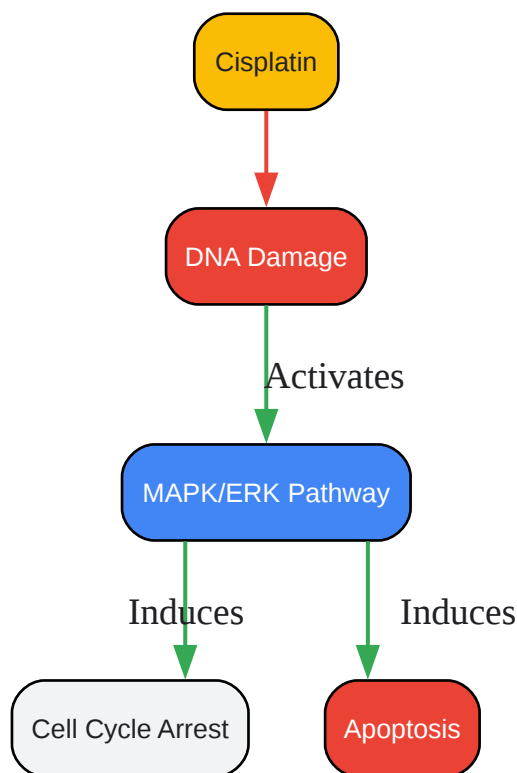 Cisplatin
DNA Damage
Activates
MAPK/ERK Pathway
Induces
Induces
Cell Cycle Arrest
Apoptosis